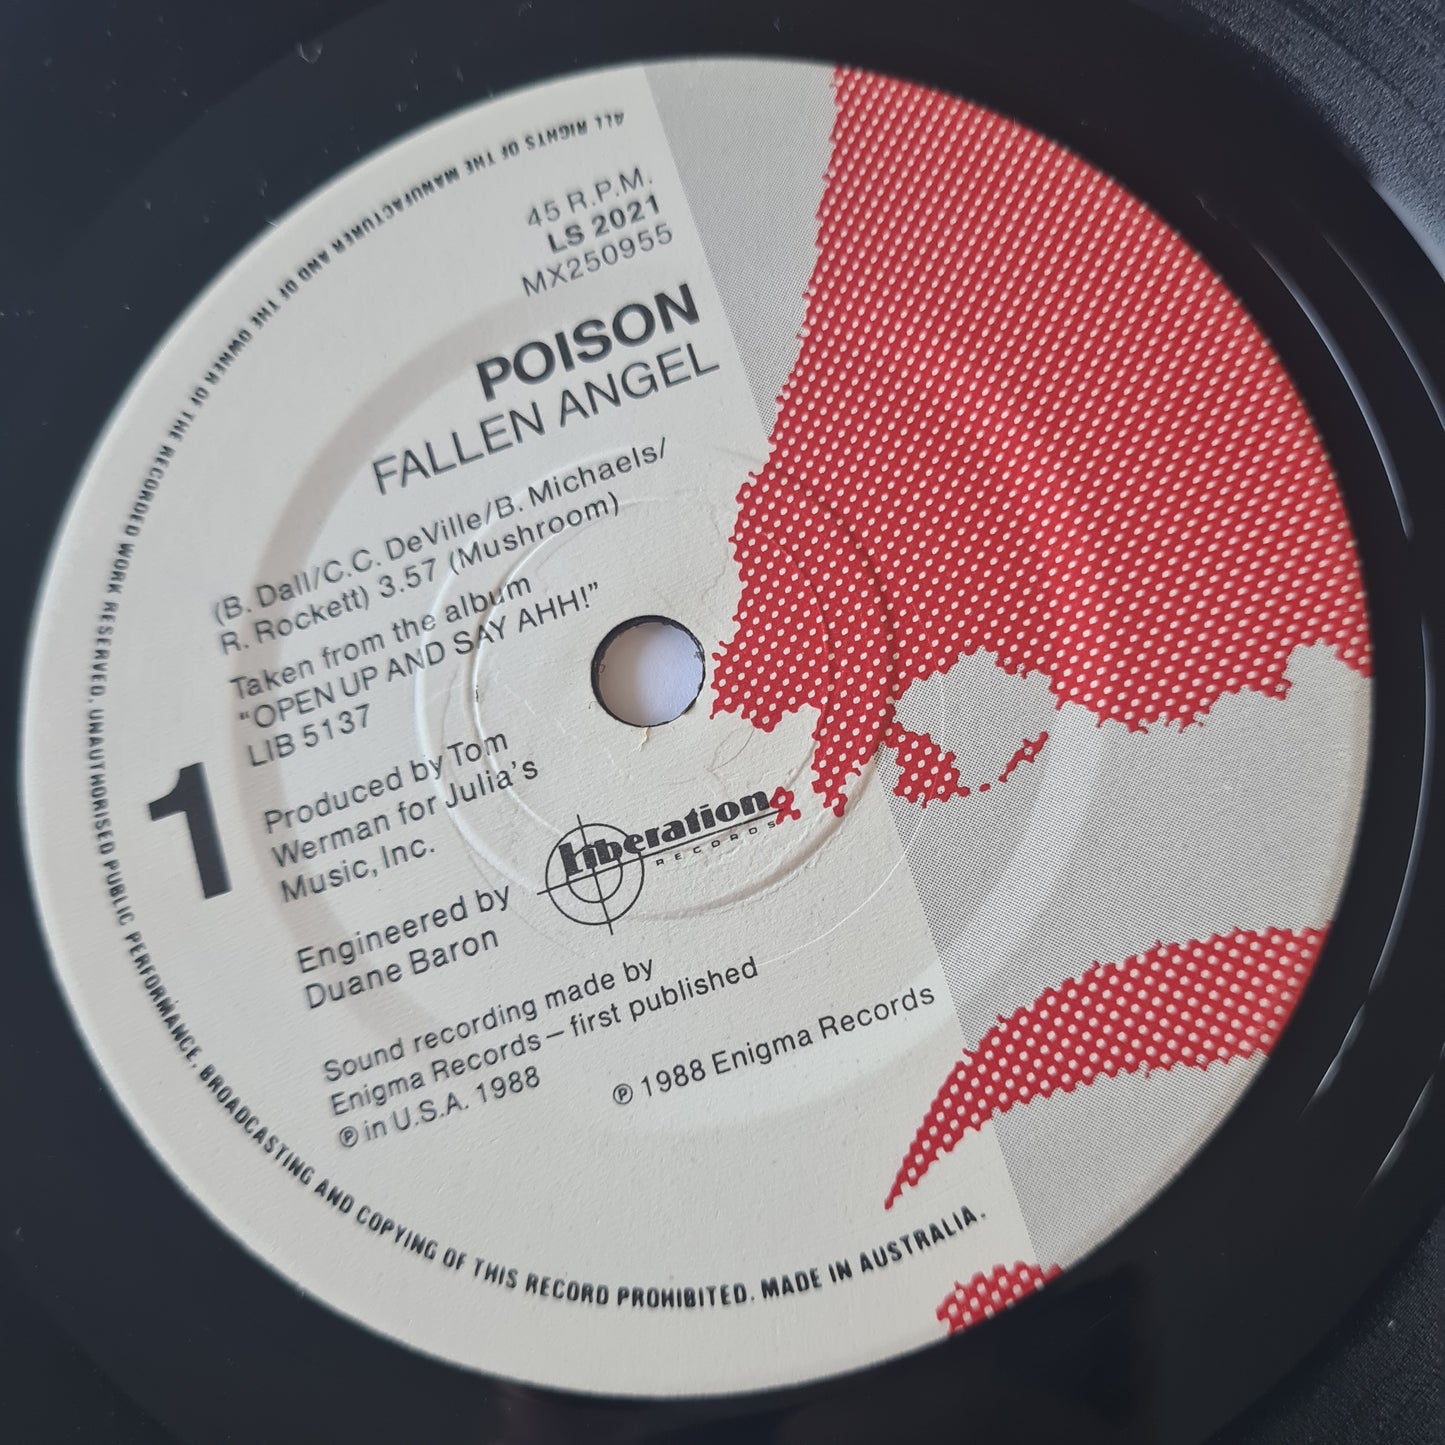 45 R.P.M.
LS 2021
MX250955
POISON
FALLEN ANGEL
(B. Dall/C.C. DeVille/B. Michaels/
R. Rockett) 3.57 (Mushroom)
Taken from the album
“OPEN UP AND SAY AHH!”
LIB 5137
1
Produced by Tom
Werman for Julia's
Music, Inc.
Liberation
RECORDS
Engineered by
Duane Baron
Sound recording made by
Enigma Records—first published
℗ in U.S.A. 1988
℗ 1988 Enigma Records
ALL RIGHTS OF THE MANUFACTURER AND OF THE OWNER OF THE RECORDED WORK RESERVED. UNAUTHORISED PUBLIC PERFORMANCE, BROADCASTING AND COPYING OF THIS RECORD PROHIBITED. MADE IN AUSTRALIA.